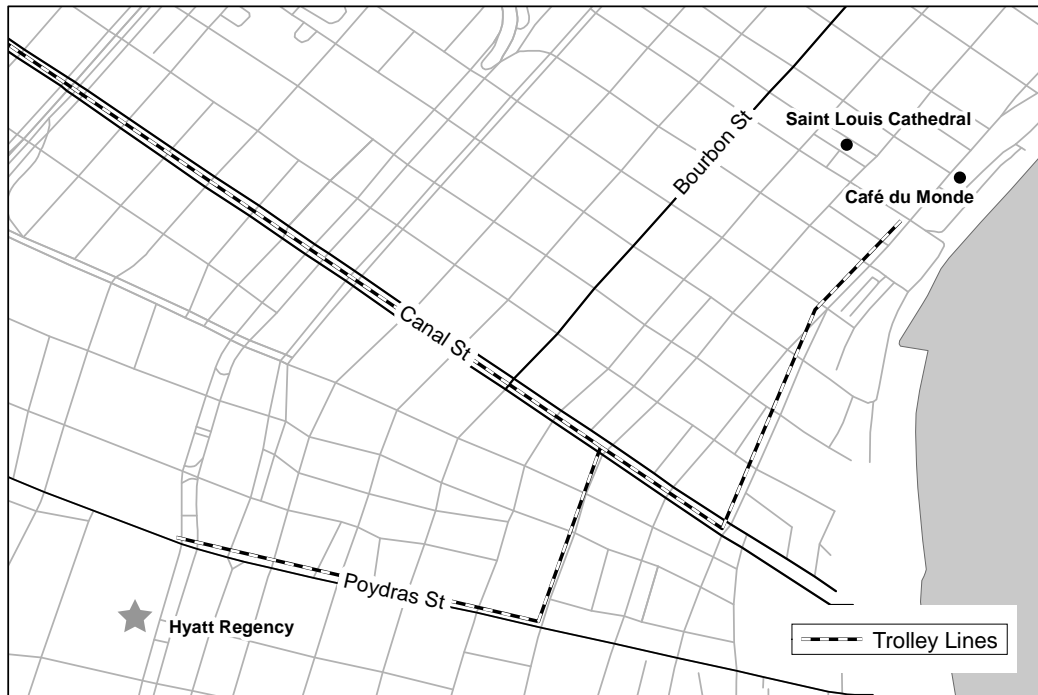 Bourbon St
Saint Louis Cathedral
Café du Monde
Canal St
Poydras St
Hyatt Regency
Trolley Lines